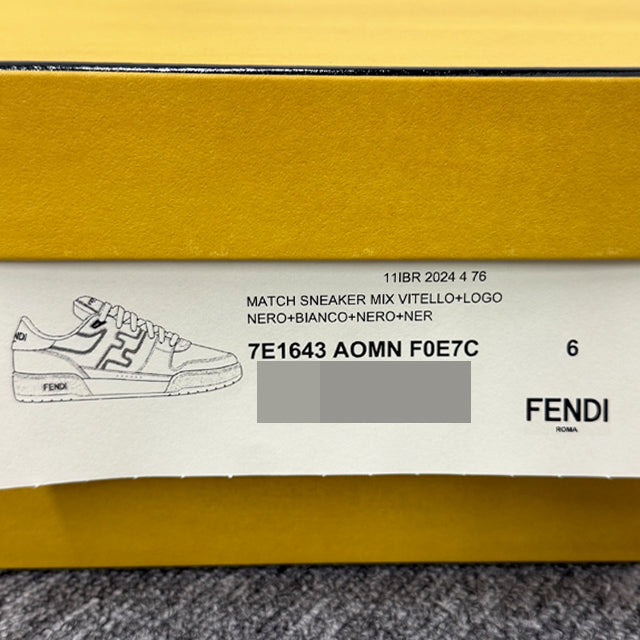 11IBR 2024 4 76
MATCH SNEAKER MIX VITELLO+LOGO
NERO+BIANCO+NERO+NER
7E1643 AOMN F0E7C 6
NDI
FENDI
FENDI
ROMA